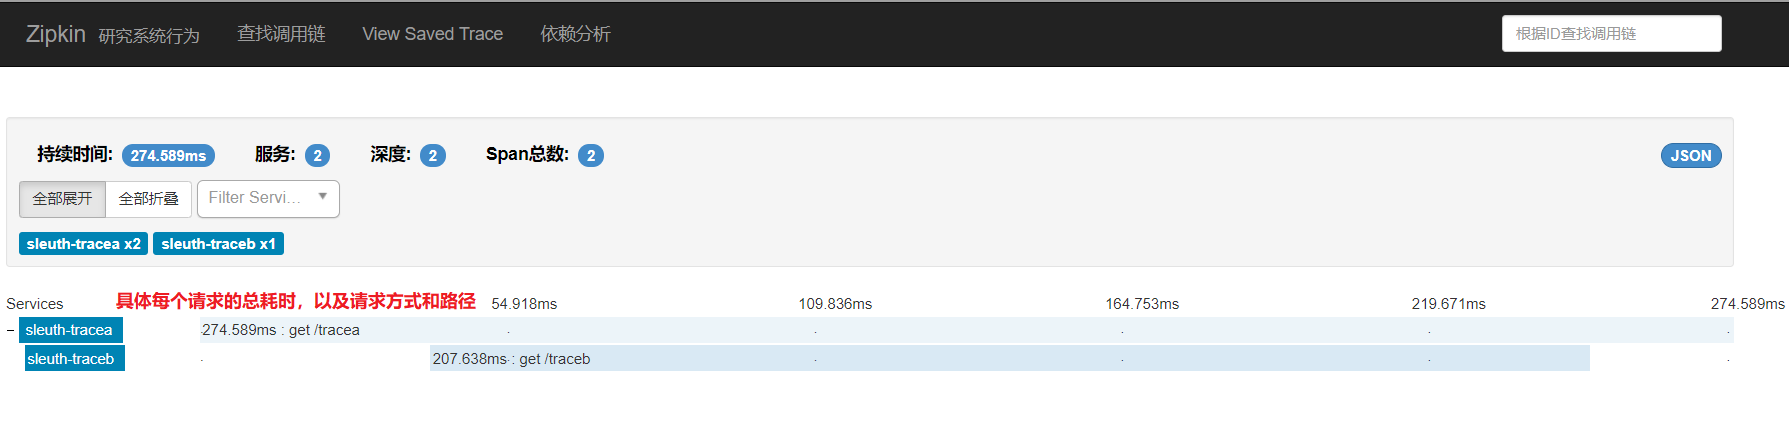 Zipkin 研究系统行为 查找调用链 View Saved Trace 依赖分析 根据ID查找调用链
持续时间: 274.589ms 服务: 2 深度: 2 Span总数: 2 JSON
全部展开 全部折叠 Filter Servi...
sleuth-tracea x2 sleuth-traceb x1
Services 具体每个请求的总耗时，以及请求方式和路径 54.918ms 109.836ms 164.753ms 219.671ms 274.589ms
sleuth-tracea 274.589ms : get /tracea
sleuth-traceb 207.638ms : get /traceb